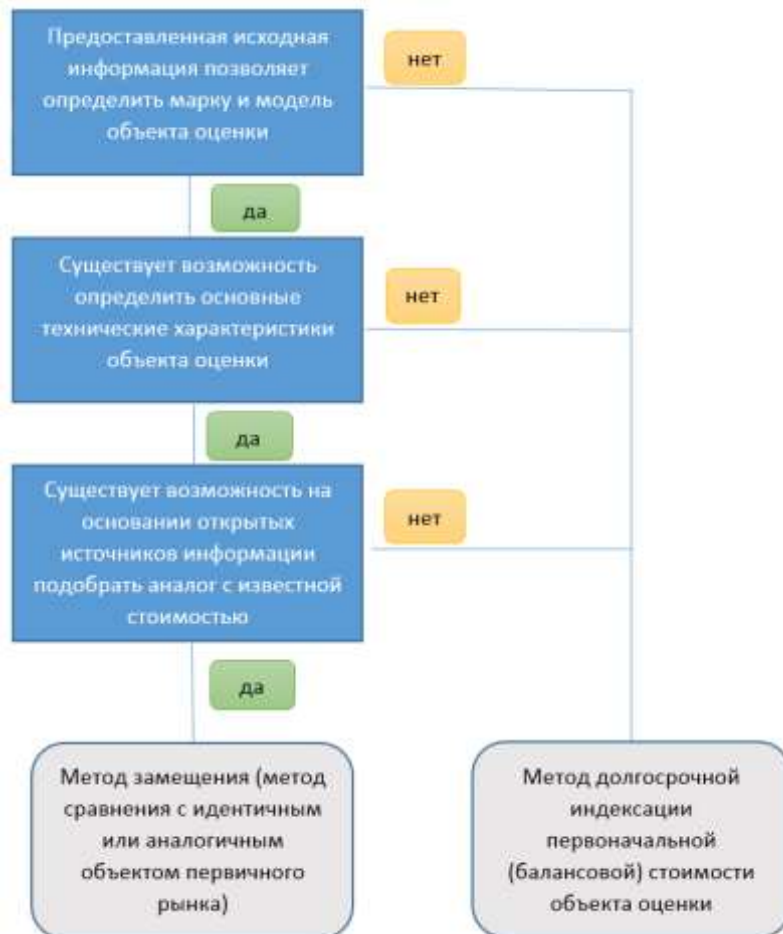 Предоставленная исходная
информация позволяет
определить марку и модель
объекта оценки
нет
да
Существует возможность
определить основные
технические характеристики
объекта оценки
нет
да
Существует возможность на
основании открытых
источников информации
подобрать аналог с известной
стоимостью
нет
да
Метод замещения (метод
сравнения с идентичным
или аналогичным
объектом первичного
рынка)
Метод долгосрочной
индексации
первоначальной
(балансовой) стоимости
объекта оценки